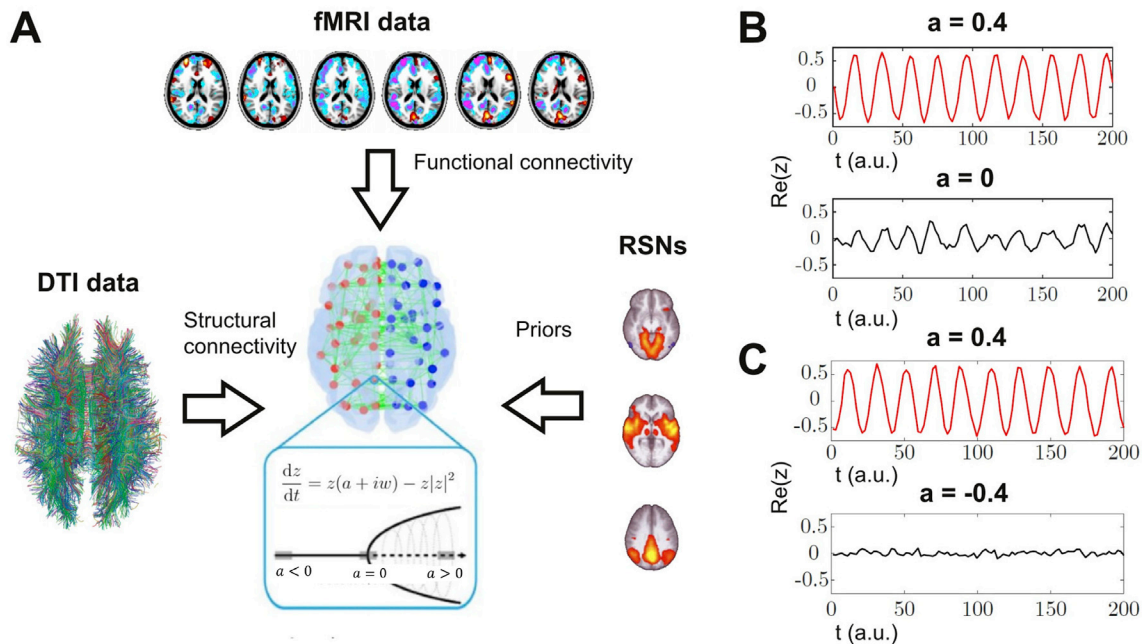 A
fMRI data
Functional connectivity
DTI data
Structural
connectivity
RSNs
Priors
dz/dt = z(a + iw) − z|z|²
a < 0
a = 0
a > 0
B
a = 0.4
0.5
0
-0.5
0
50
100
150
200
t (a.u.)
Re(z)
a = 0
0.5
0
-0.5
0
50
100
150
200
t (a.u.)
C
a = 0.4
0.5
0
-0.5
0
50
100
150
200
t (a.u.)
Re(z)
a = -0.4
0.5
0
-0.5
0
50
100
150
200
t (a.u.)